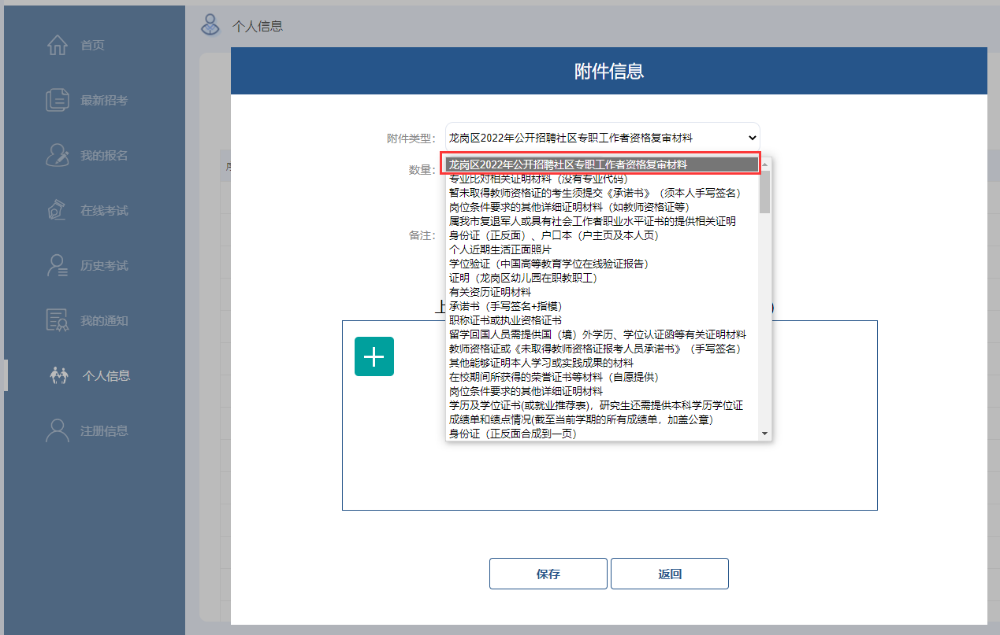 首页
最新招考
我的报名
在线考试
历史考试
我的通知
个人信息
注册信息
个人信息
附件信息
附件类型：
龙岗区2022年公开招聘社区专职工作者资格复审材料
数量：
备注：
龙岗区2022年公开招聘社区专职工作者资格复审材料
专业比对相关证明材料（没有专业代码）
暂未取得教师资格证的考生须提交《承诺书》（须本人手写签名）
岗位条件要求的其他详细证明材料（如教师资格证等）
属我市复退军人或具有社会工作者职业水平证书的提供相关证明
身份证（正反面）、户口本（户主页及本人页）
个人近期生活正面照片
学位验证（中国高等教育学位在线验证报告）
证明（龙岗区幼儿园在职教职工）
有关资历证明材料
承诺书（手写签名+指模）
职称证书或执业资格证书
留学回国人员需提供国（境）外学历、学位认证函等有关证明材料
教师资格证或《未取得教师资格证报考人员承诺书》（手写签名）
其他能够证明本人学习或实践成果的材料
在校期间所获得的荣誉证书等材料（自愿提供）
岗位条件要求的其他详细证明材料
学历及学位证书(或就业推荐表)，研究生还需提供本科学历学位证
成绩单和绩点情况(截至当前学期的所有成绩单，加盖公章）
身份证（正反面合成到一页）
保存
返回